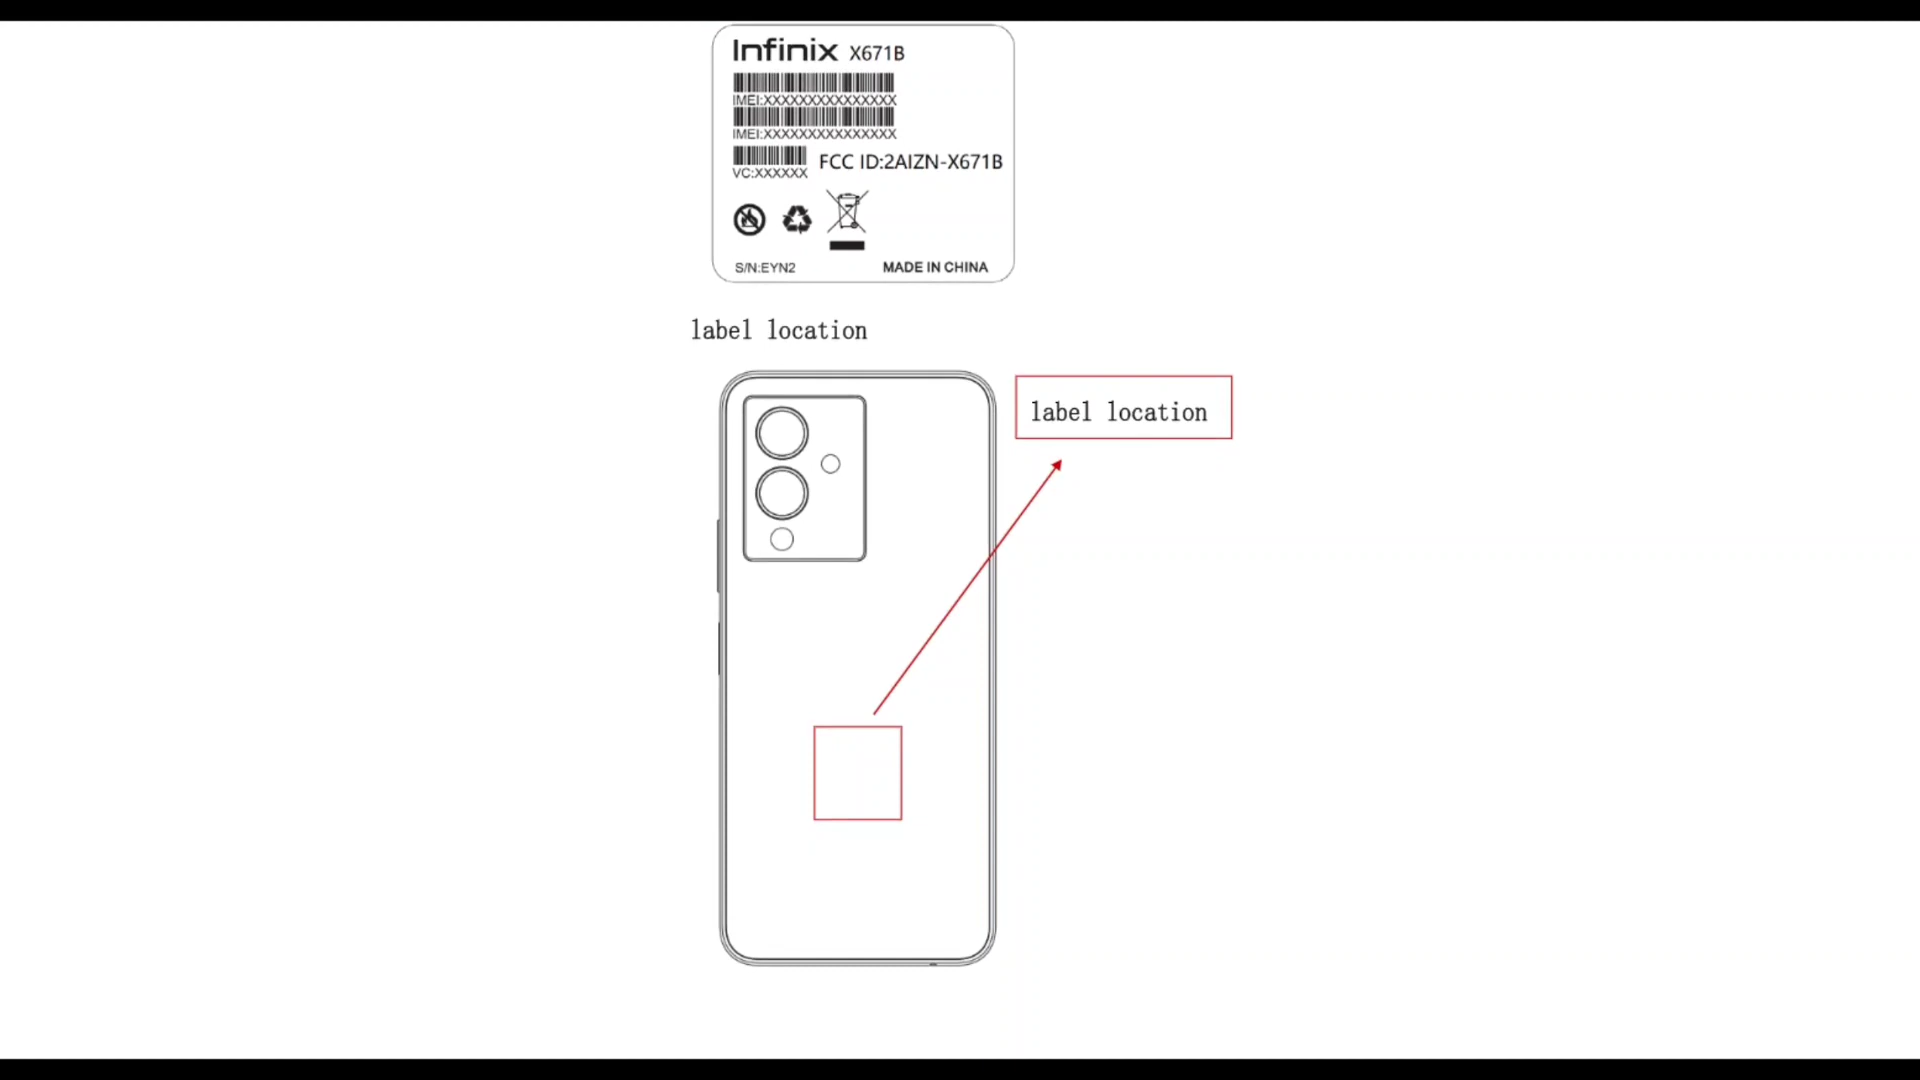 Infinix X671B
IMEI:XXXXXXXXXXXXXXX
IMEI:XXXXXXXXXXXXXXX
VC:XXXXXX FCC ID:2AIZN-X671B
S/N:EYN2 MADE IN CHINA
label location
label location